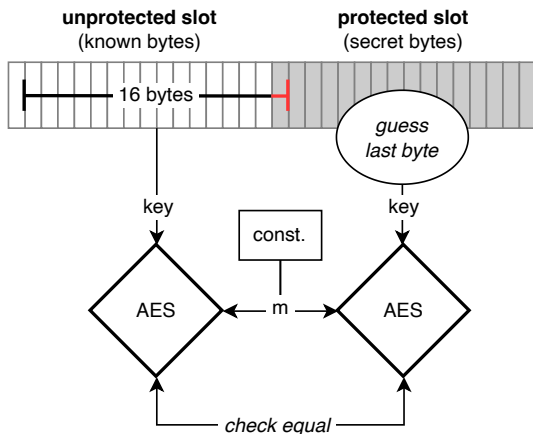 unprotected slot protected slot
(known bytes) (secret bytes)
16 bytes
guess
last byte
key key
const.
AES m AES
check equal